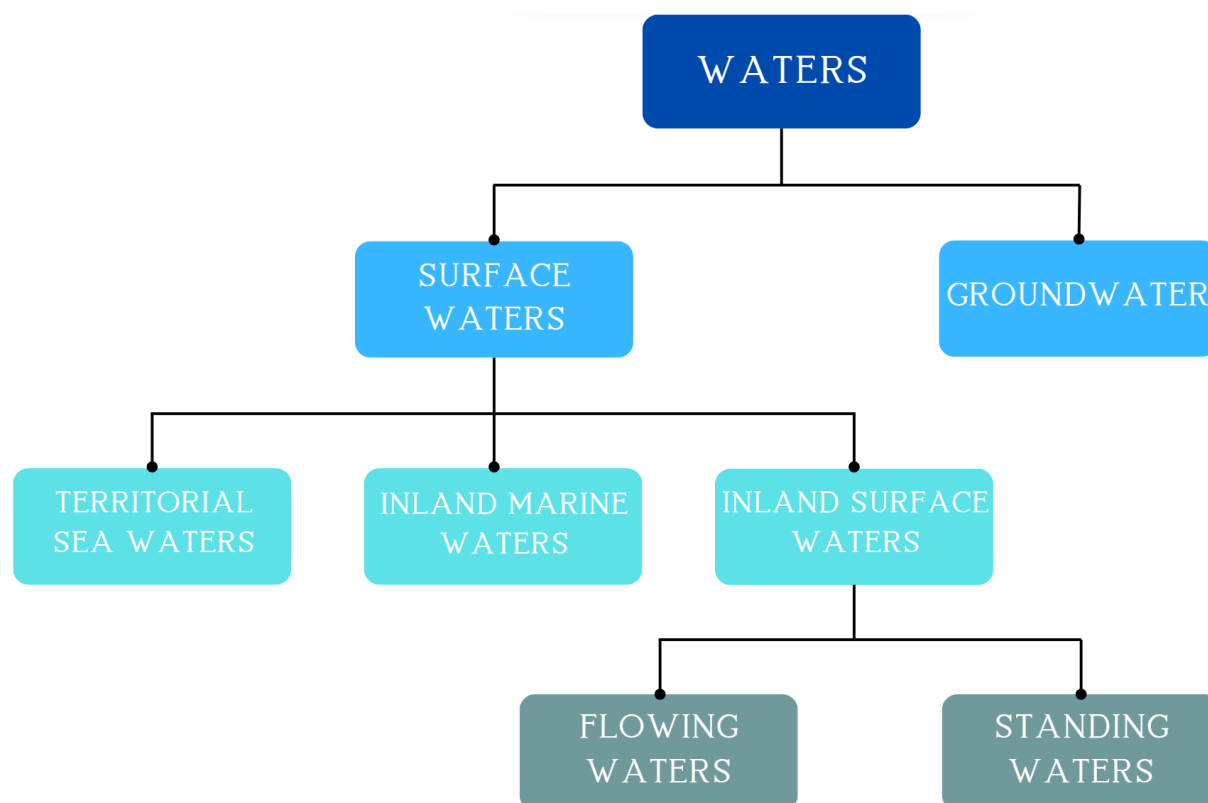 WATERS
SURFACE
WATERS
GROUNDWATER
TERRITORIAL
SEA WATERS
INLAND MARINE
WATERS
INLAND SURFACE
WATERS
FLOWING
WATERS
STANDING
WATERS